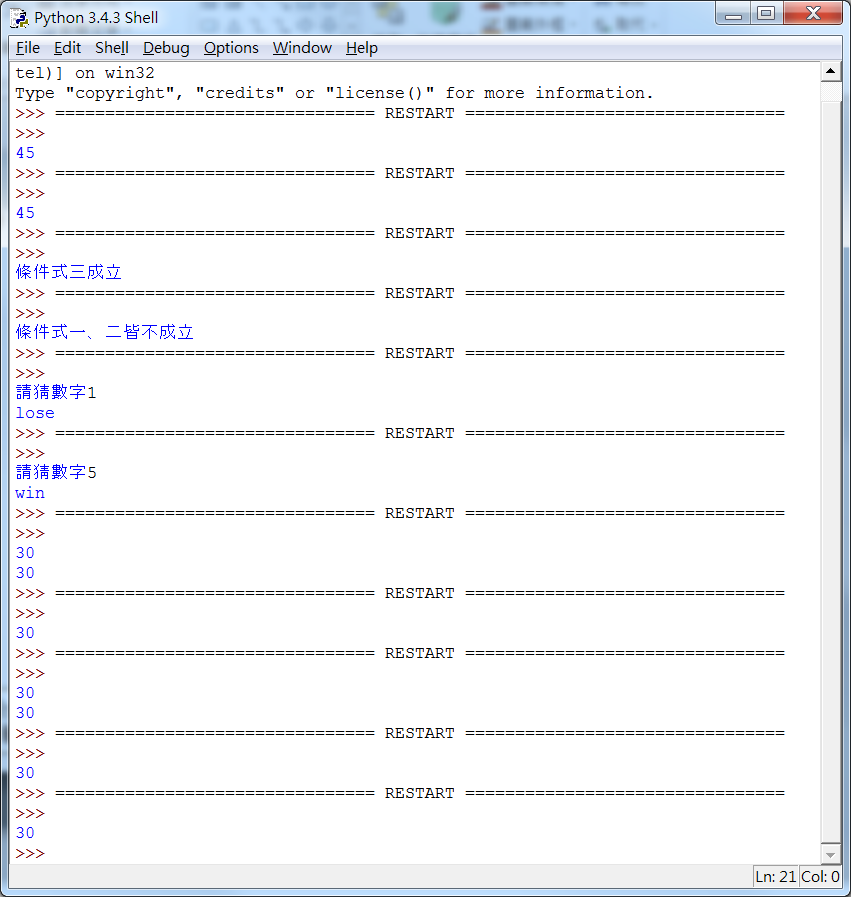 Python 3.4.3 Shell
File Edit Shell Debug Options Window Help
tel)] on win32
Type "copyright", "credits" or "license()" for more information.
>>> ================================ RESTART ================================
>>>
45
>>> ================================ RESTART ================================
>>>
45
>>> ================================ RESTART ================================
>>>
條件式三成立
>>> ================================ RESTART ================================
>>>
條件式一、二皆不成立
>>> ================================ RESTART ================================
>>>
請猜數字1
lose
>>> ================================ RESTART ================================
>>>
請猜數字5
win
>>> ================================ RESTART ================================
>>>
30
30
>>> ================================ RESTART ================================
>>>
30
>>> ================================ RESTART ================================
>>>
30
30
>>> ================================ RESTART ================================
>>>
30
>>> ================================ RESTART ================================
>>>
30
>>>
Ln: 21 Col: 0